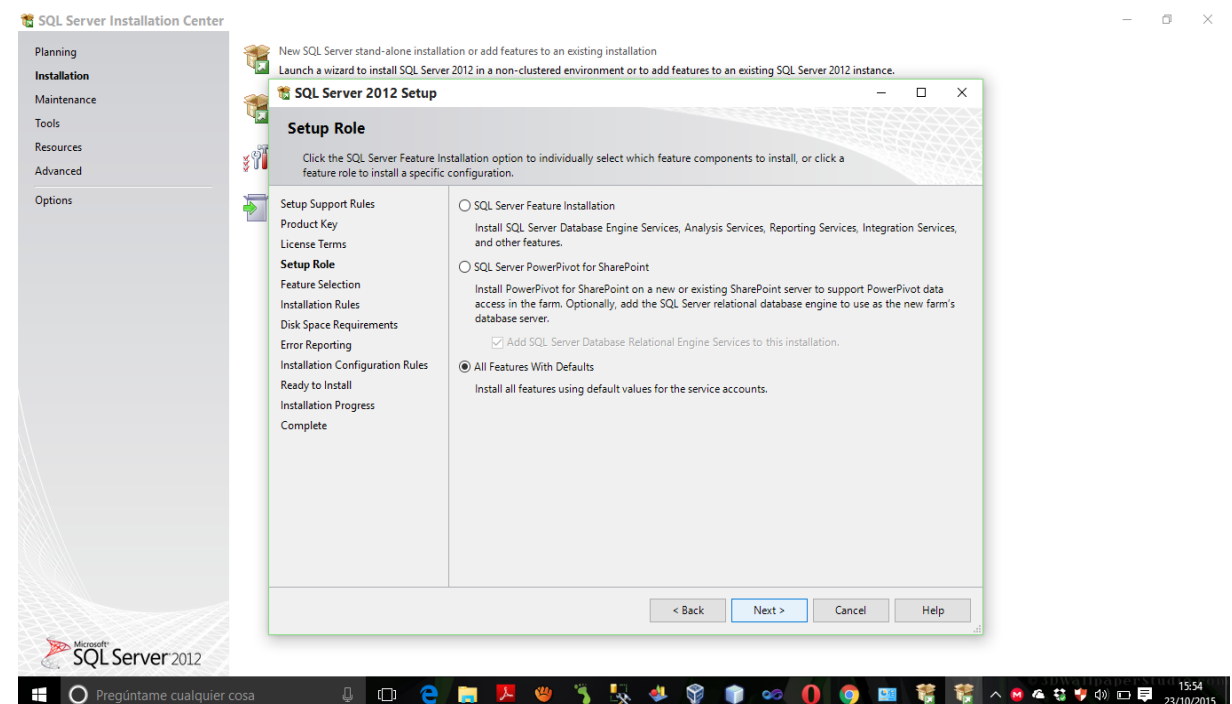 SQL Server Installation Center
Planning
Installation
Maintenance
Tools
Resources
Advanced
Options
New SQL Server stand-alone installation or add features to an existing installation
Launch a wizard to install SQL Server 2012 in a non-clustered environment or to add features to an existing SQL Server 2012 instance.
SQL Server 2012 Setup
Setup Role
Click the SQL Server Feature Installation option to individually select which feature components to install, or click a
feature role to install a specific configuration.
Setup Support Rules
Product Key
License Terms
Setup Role
Feature Selection
Installation Rules
Disk Space Requirements
Error Reporting
Installation Configuration Rules
Ready to Install
Installation Progress
Complete
SQL Server Feature Installation
Install SQL Server Database Engine Services, Analysis Services, Reporting Services, Integration Services,
and other features.
SQL Server PowerPivot for SharePoint
Install PowerPivot for SharePoint on a new or existing SharePoint server to support PowerPivot data
access in the farm. Optionally, add the SQL Server relational database engine to use as the new farm's
database server.
Add SQL Server Database Relational Engine Services to this installation.
All Features With Defaults
Install all features using default values for the service accounts.
< Back
Next >
Cancel
Help
Microsoft
SQL Server 2012
Pregúntame cualquier cosa
15:54
23/10/2015